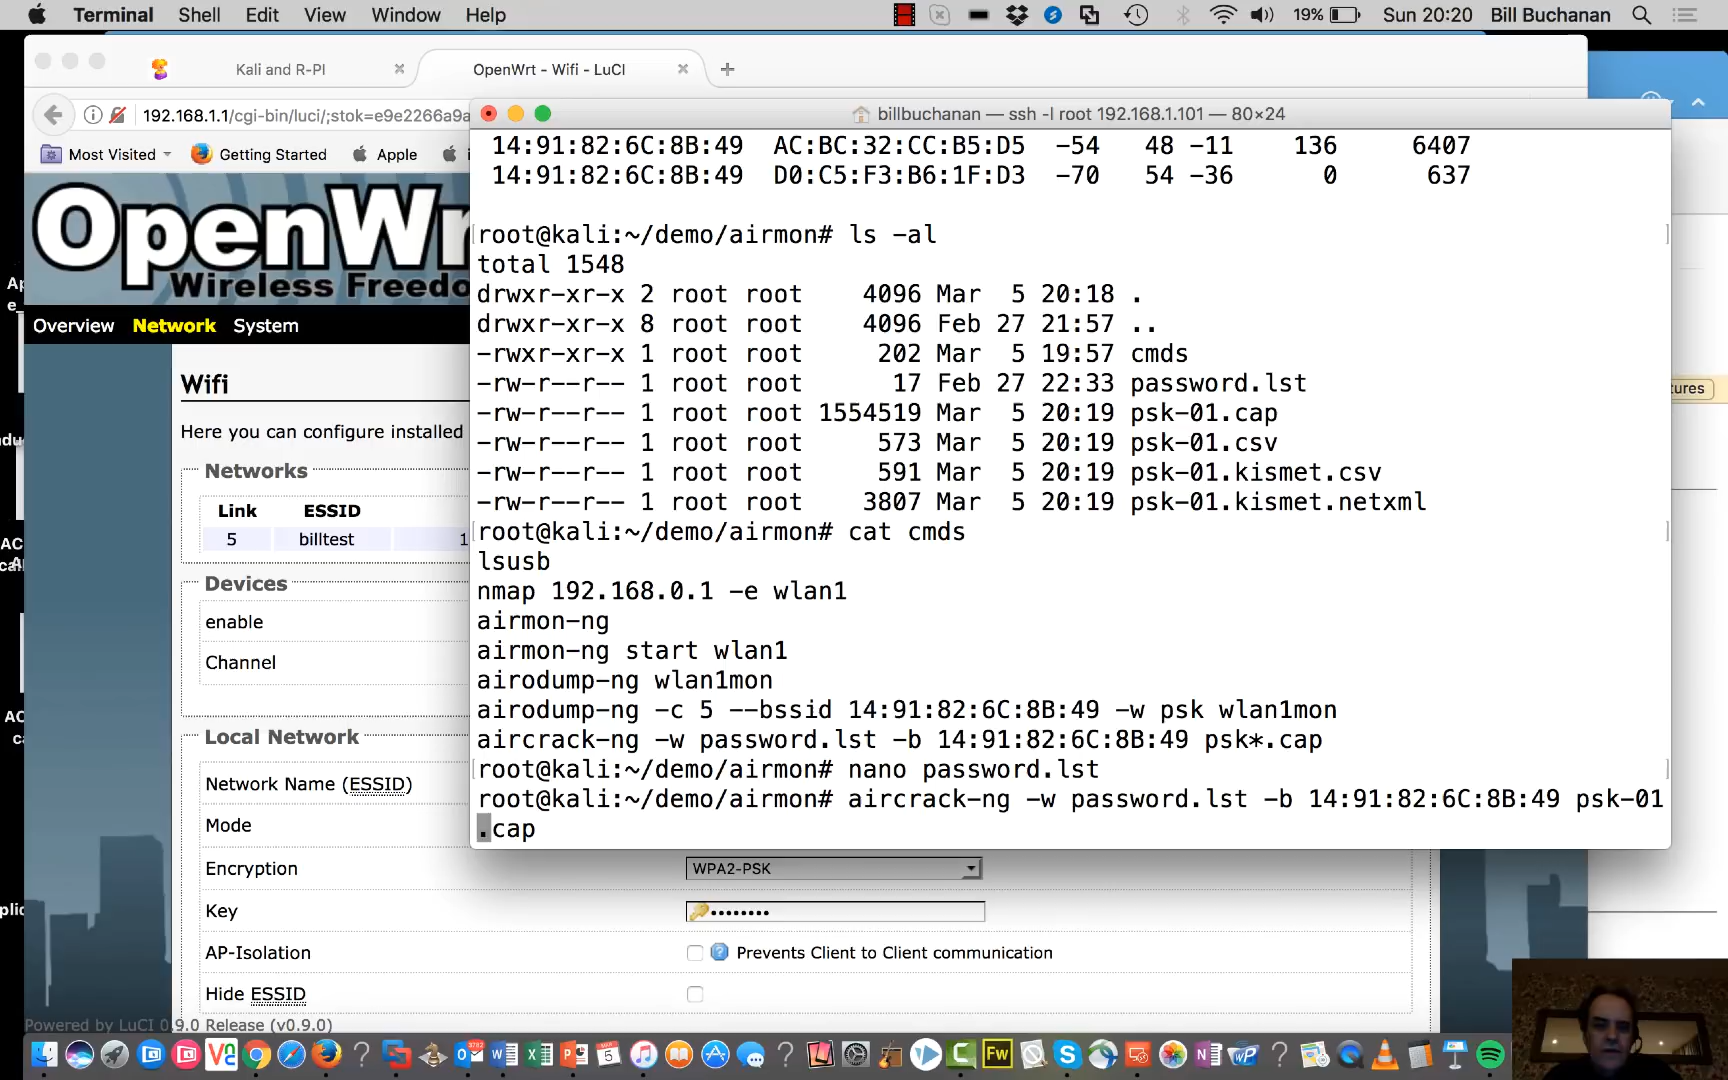 Terminal Shell Edit View Window Help
19% Sun 20:20 Bill Buchanan
Kali and R-PI
OpenWrt - Wifi - LuCI
192.168.1.1/cgi-bin/luci/;stok=e9e2266a9a
Most Visited
Getting Started
Apple
OpenW
Wireless Freedo
Overview Network System
Wifi
Here you can configure installed
Networks
Link ESSID
5 billtest 1
Devices
enable
Channel
Local Network
Network Name (ESSID)
Mode
Encryption
WPA2-PSK
Key
••••••••
AP-Isolation
Prevents Client to Client communication
Hide ESSID
Powered by LuCI 0.9.0 Release (v0.9.0)
billbuchanan — ssh -l root 192.168.1.101 — 80×24
14:91:82:6C:8B:49 AC:BC:32:CC:B5:D5 -54 48 -11 136 6407
14:91:82:6C:8B:49 D0:C5:F3:B6:1F:D3 -70 54 -36 0 637
root@kali:~/demo/airmon# ls -al
total 1548
drwxr-xr-x 2 root root 4096 Mar 5 20:18 .
drwxr-xr-x 8 root root 4096 Feb 27 21:57 ..
-rwxr-xr-x 1 root root 202 Mar 5 19:57 cmds
-rw-r--r-- 1 root root 17 Feb 27 22:33 password.lst
-rw-r--r-- 1 root root 1554519 Mar 5 20:19 psk-01.cap
-rw-r--r-- 1 root root 573 Mar 5 20:19 psk-01.csv
-rw-r--r-- 1 root root 591 Mar 5 20:19 psk-01.kismet.csv
-rw-r--r-- 1 root root 3807 Mar 5 20:19 psk-01.kismet.netxml
root@kali:~/demo/airmon# cat cmds
lsusb
nmap 192.168.0.1 -e wlan1
airmon-ng
airmon-ng start wlan1
airodump-ng wlan1mon
airodump-ng -c 5 --bssid 14:91:82:6C:8B:49 -w psk wlan1mon
aircrack-ng -w password.lst -b 14:91:82:6C:8B:49 psk*.cap
root@kali:~/demo/airmon# nano password.lst
root@kali:~/demo/airmon# aircrack-ng -w password.lst -b 14:91:82:6C:8B:49 psk-01
.cap
tures
Fw